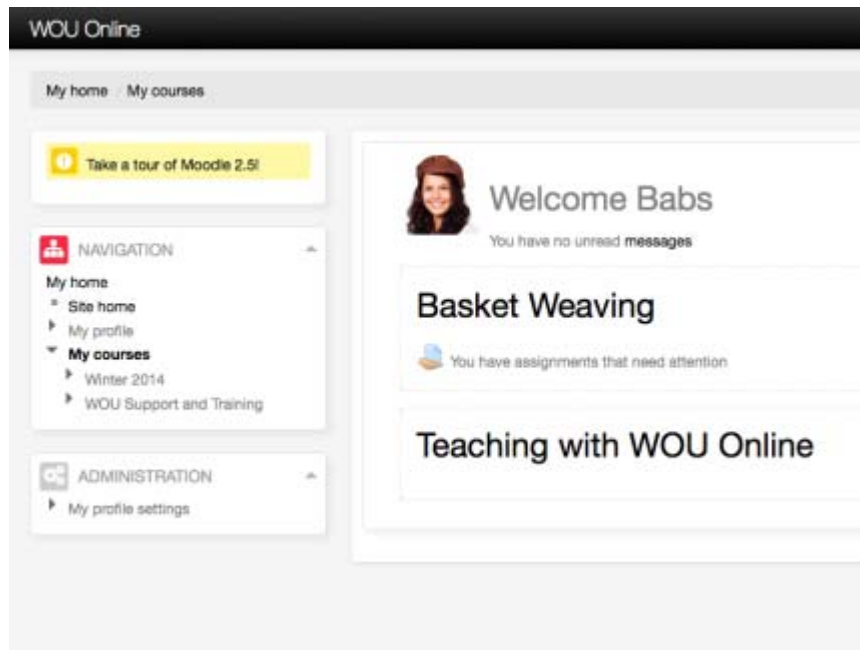 WOU Online
My home / My courses
Take a tour of Moodle 2.5!
NAVIGATION
My home
Site home
My profile
My courses
Winter 2014
WOU Support and Training
ADMINISTRATION
My profile settings
Welcome Babs
You have no unread messages
Basket Weaving
You have assignments that need attention
Teaching with WOU Online